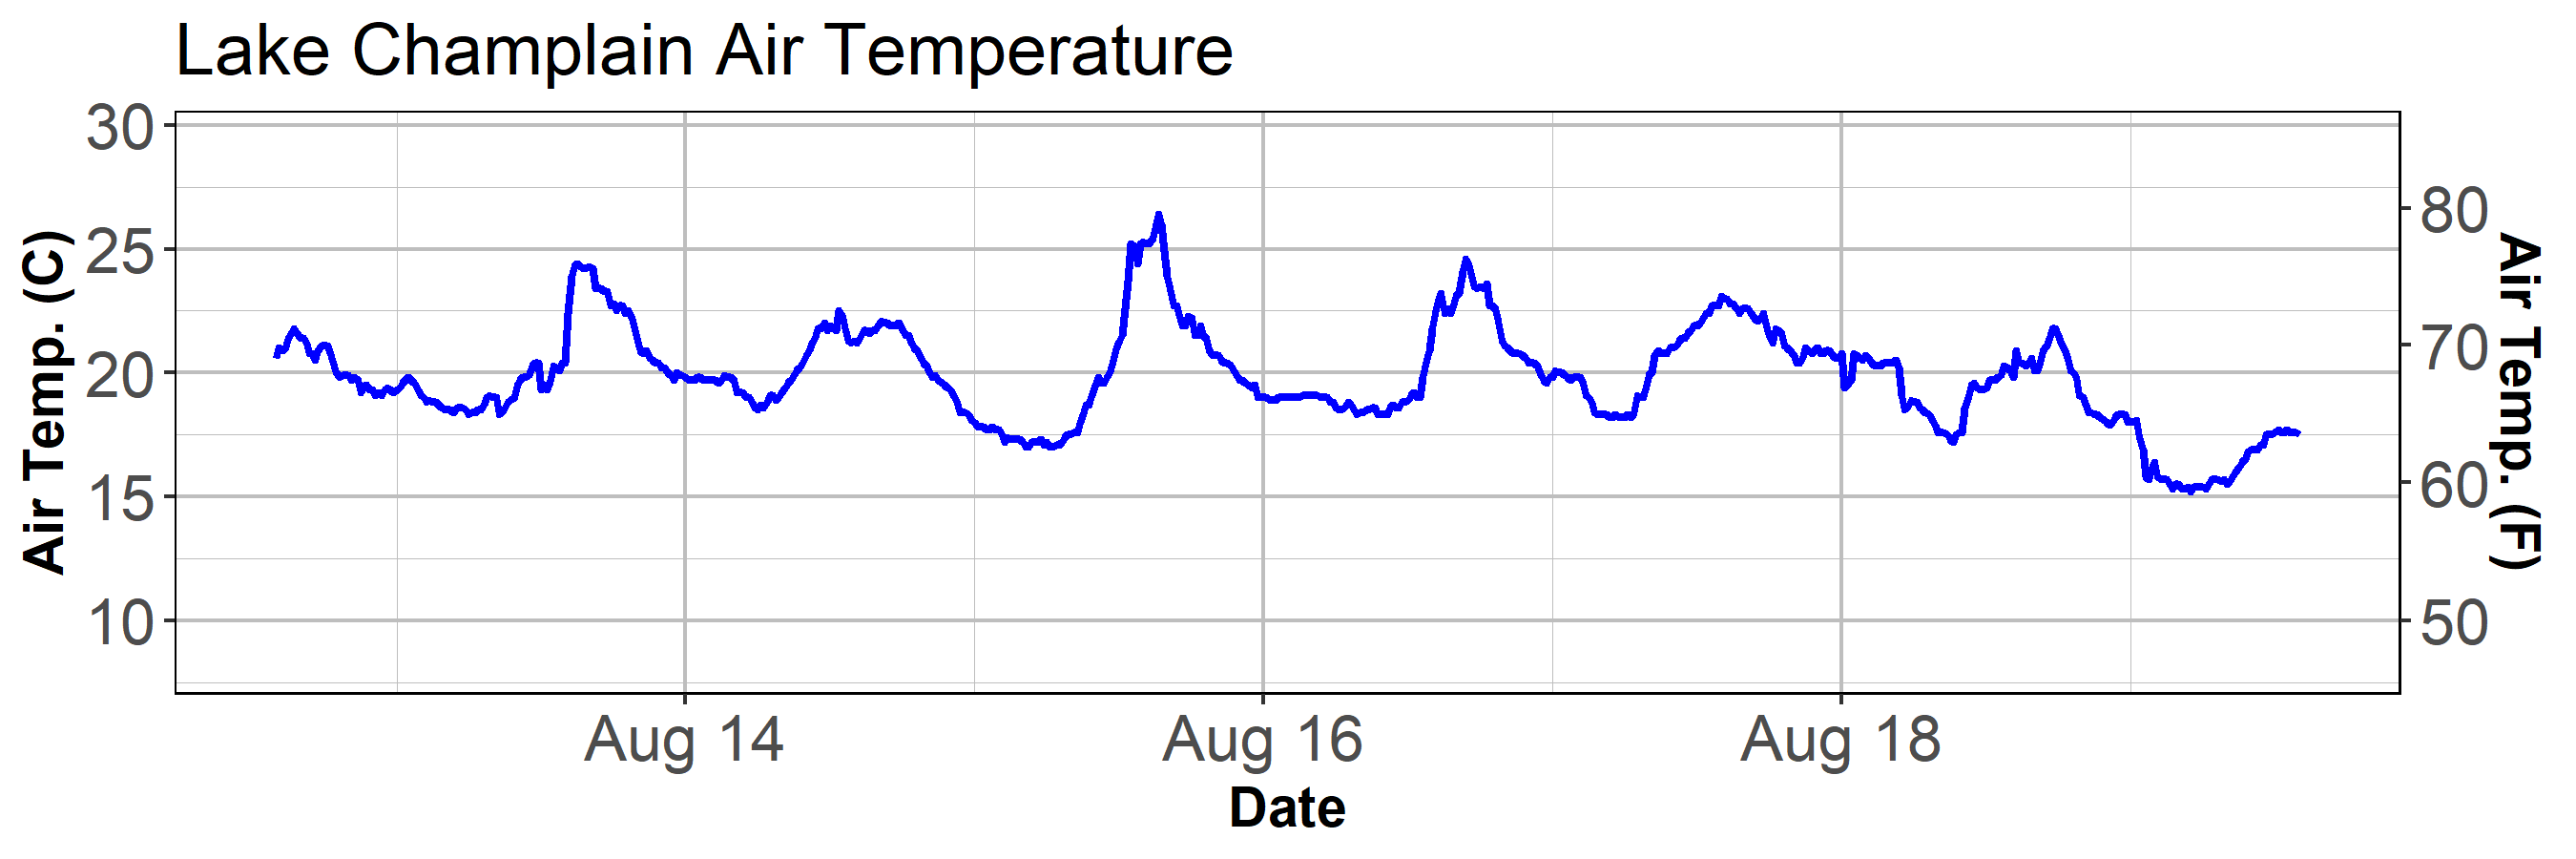 Lake Champlain Air Temperature
30
25
20
15
10
Air Temp. (C)
80
70
60
50
Air Temp. (F)
Aug 14 Aug 16 Aug 18
Date